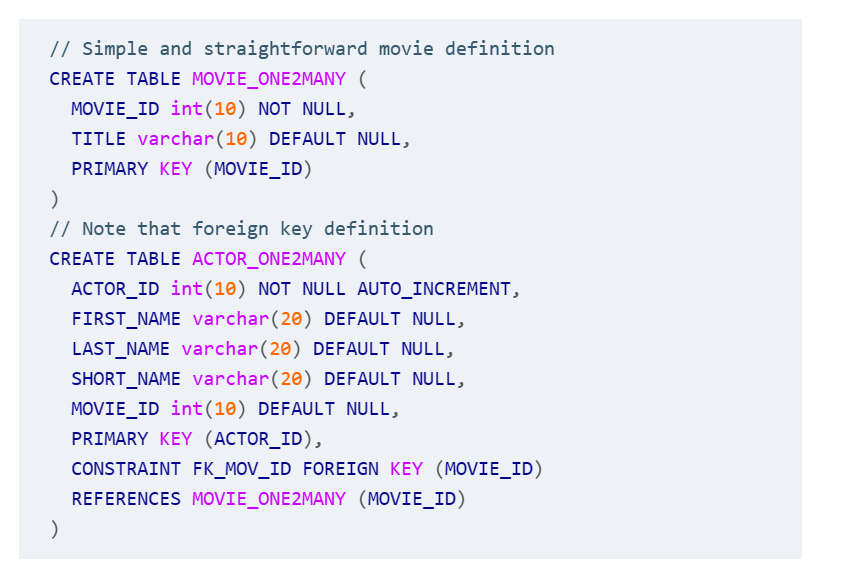 // Simple and straightforward movie definition
CREATE TABLE MOVIE_ONE2MANY (
  MOVIE_ID int(10) NOT NULL,
  TITLE varchar(10) DEFAULT NULL,
  PRIMARY KEY (MOVIE_ID)
)
// Note that foreign key definition
CREATE TABLE ACTOR_ONE2MANY (
  ACTOR_ID int(10) NOT NULL AUTO_INCREMENT,
  FIRST_NAME varchar(20) DEFAULT NULL,
  LAST_NAME varchar(20) DEFAULT NULL,
  SHORT_NAME varchar(20) DEFAULT NULL,
  MOVIE_ID int(10) DEFAULT NULL,
  PRIMARY KEY (ACTOR_ID),
  CONSTRAINT FK_MOV_ID FOREIGN KEY (MOVIE_ID)
  REFERENCES MOVIE_ONE2MANY (MOVIE_ID)
)